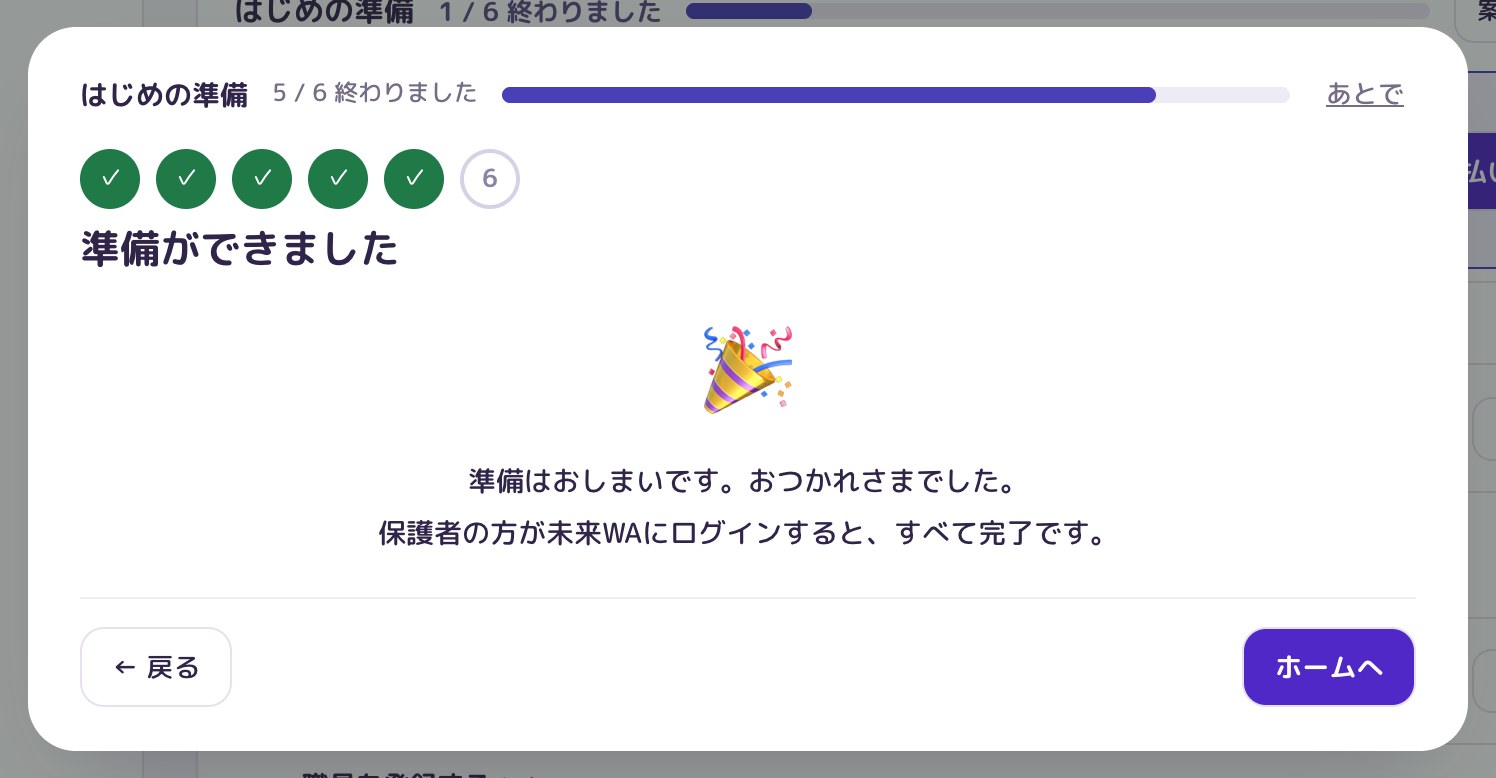 はじめの準備 1 / 6 終わりました
はじめの準備 5 / 6 終わりました あとで
✓ ✓ ✓ ✓ ✓ 6
準備ができました
準備はおしまいです。おつかれさまでした。
保護者の方が未来WAにログインすると、すべて完了です。
← 戻る ホームへ